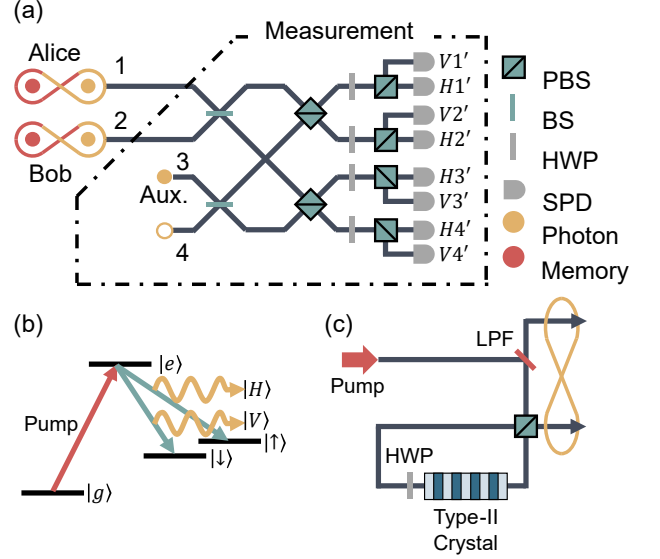 (a)
Measurement
Alice
1
2
Bob
3
Aux.
4
V1′
H1′
V2′
H2′
H3′
V3′
H4′
V4′
PBS
BS
HWP
SPD
Photon
Memory
(b)
|e⟩
Pump
|H⟩
|V⟩
|↑⟩
|↓⟩
|g⟩
(c)
LPF
Pump
HWP
Type-II
Crystal